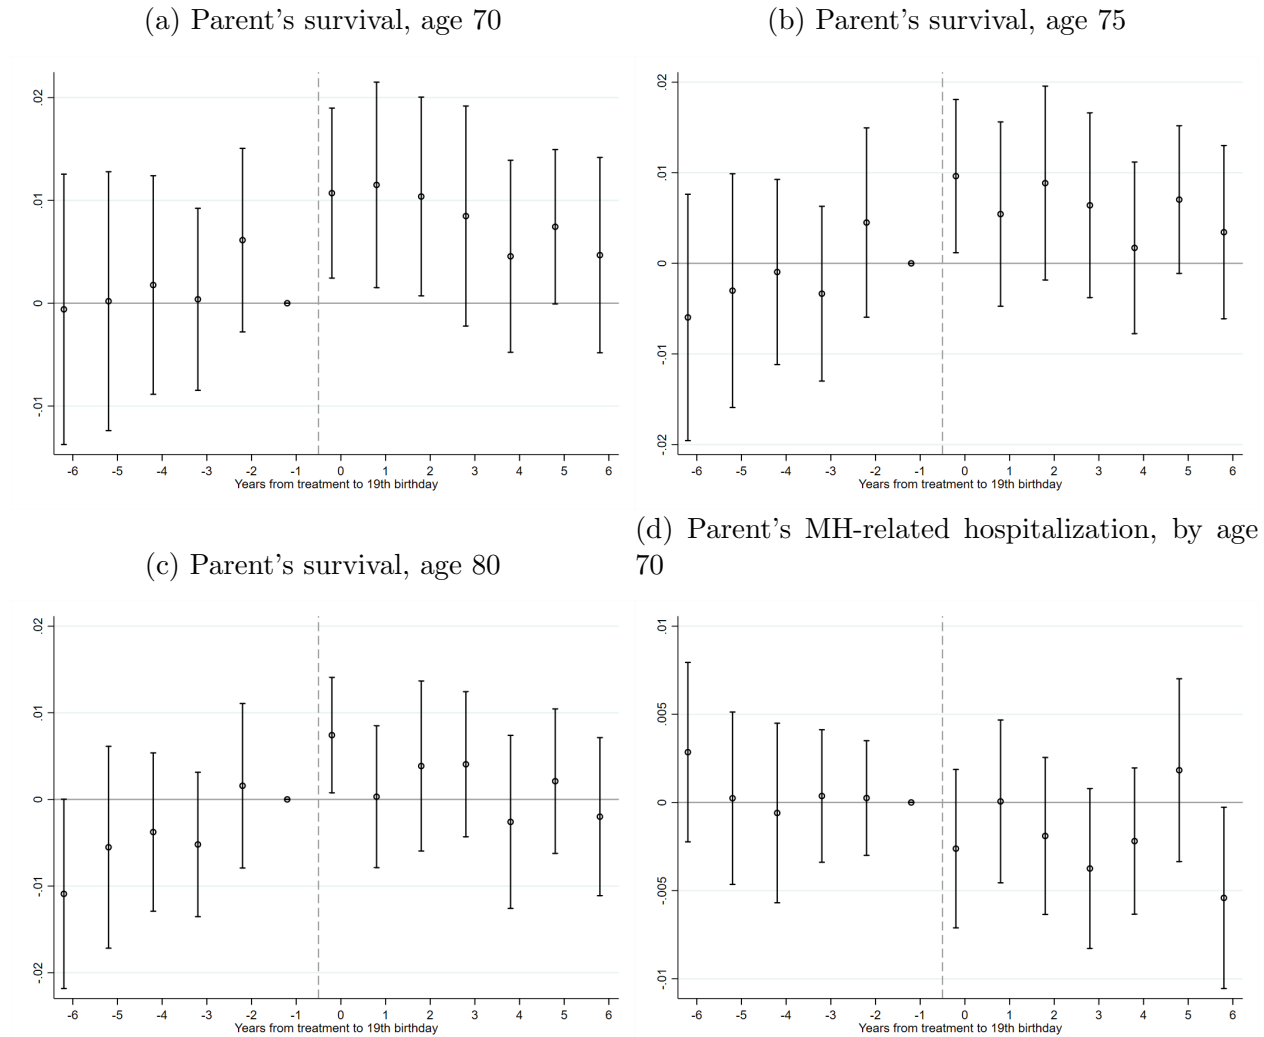 (a) Parent's survival, age 70
.02
.01
0
-.01
-6 -5 -4 -3 -2 -1 0 1 2 3 4 5 6
Years from treatment to 19th birthday
(b) Parent's survival, age 75
.02
.01
0
-.01
-.02
-6 -5 -4 -3 -2 -1 0 1 2 3 4 5 6
Years from treatment to 19th birthday
(c) Parent's survival, age 80
.02
.01
0
-.01
-.02
-6 -5 -4 -3 -2 -1 0 1 2 3 4 5 6
Years from treatment to 19th birthday
(d) Parent's MH-related hospitalization, by age
70
.01
.005
0
-.005
-.01
-6 -5 -4 -3 -2 -1 0 1 2 3 4 5 6
Years from treatment to 19th birthday